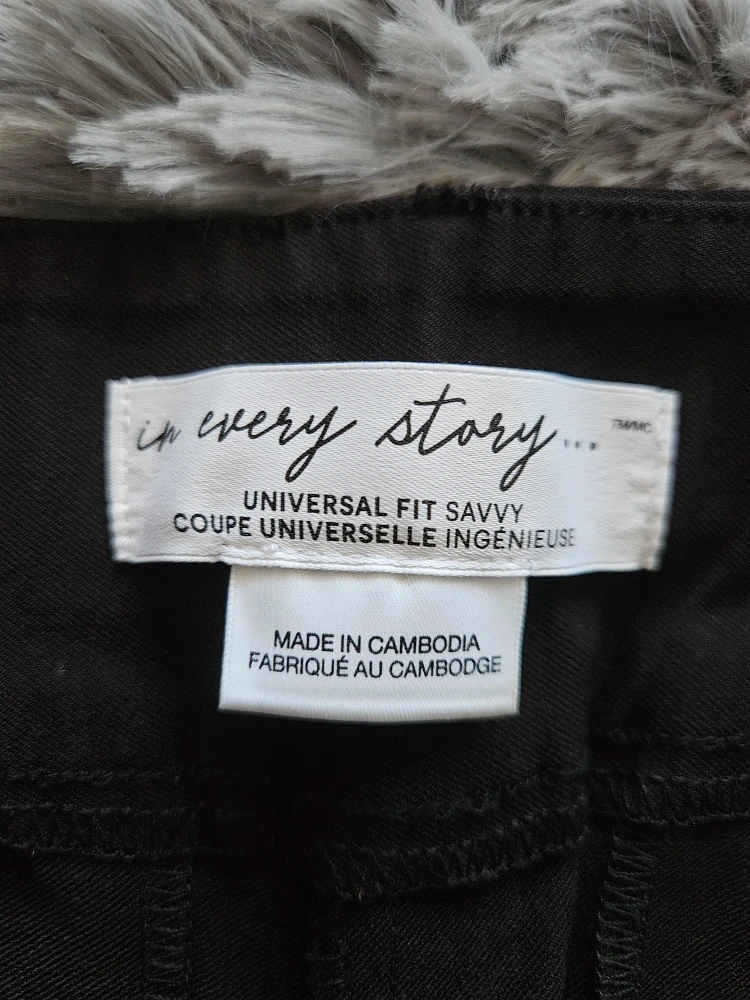 in every story... TM/MC
UNIVERSAL FIT SAVVY
COUPE UNIVERSELLE INGÉNIEUSE
MADE IN CAMBODIA
FABRIQUÉ AU CAMBODGE